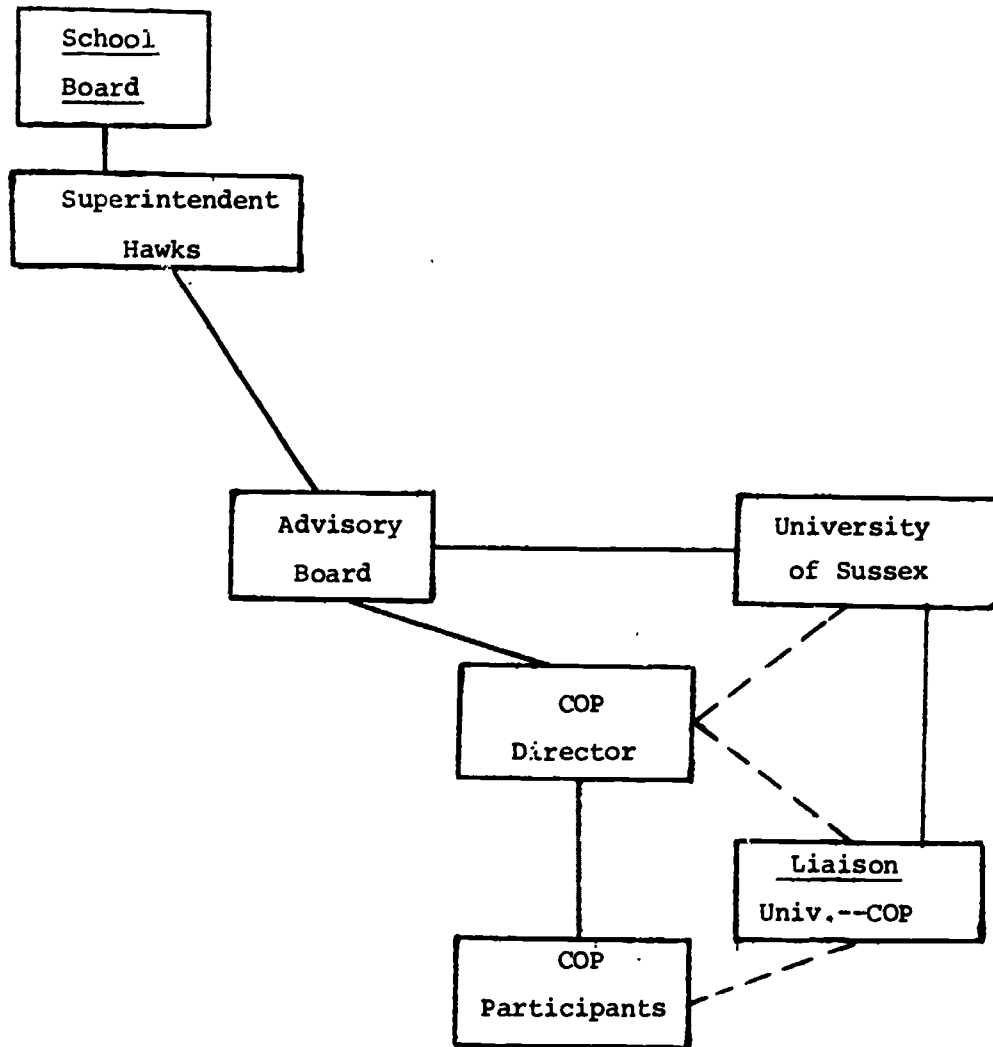 School
Board
Superintendent
Hawks
Advisory
Board
University
of Sussex
COP
Director
Liaison
Univ.--COP
COP
Participants